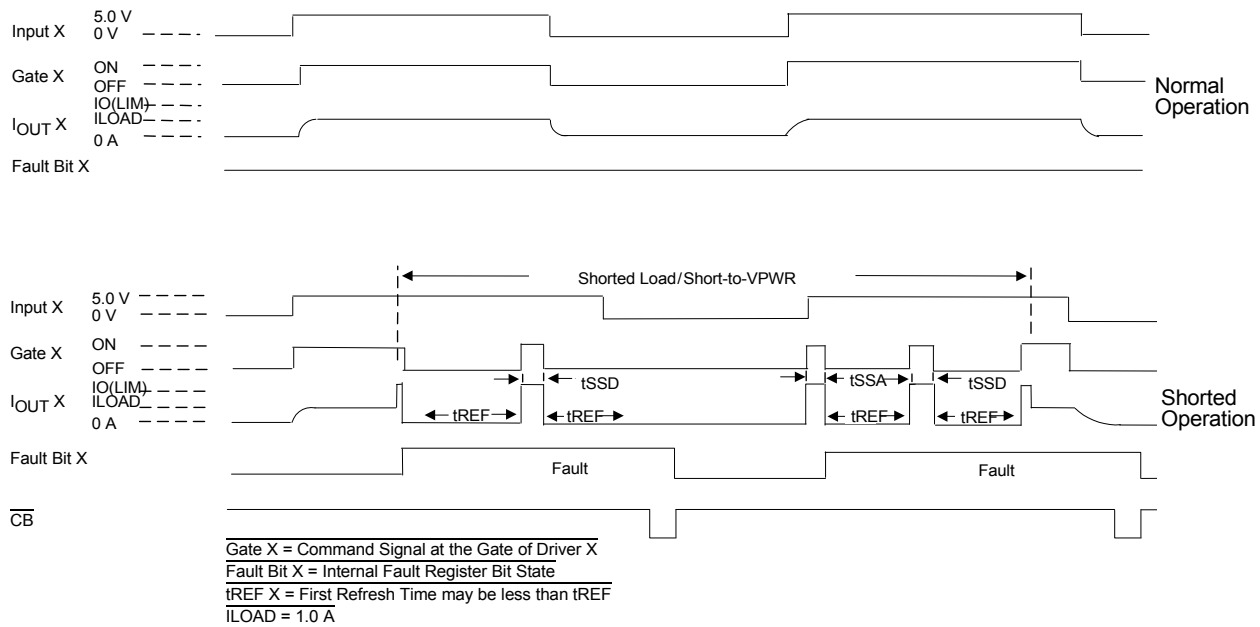 Input X 5.0 V
0 V
Gate X ON
OFF
IO(LIM)
IOUT X ILOAD
0 A
Fault Bit X
Normal
Operation
Shorted Load/Short-to-VPWR
Input X 5.0 V
0 V
Gate X ON
OFF
IO(LIM)
IOUT X ILOAD
0 A
tSSD tSSA tSSD
tREF tREF tREF tREF
Shorted
Operation
Fault Bit X
Fault Fault
CB
Gate X = Command Signal at the Gate of Driver X
Fault Bit X = Internal Fault Register Bit State
tREF X = First Refresh Time may be less than tREF
ILOAD = 1.0 A